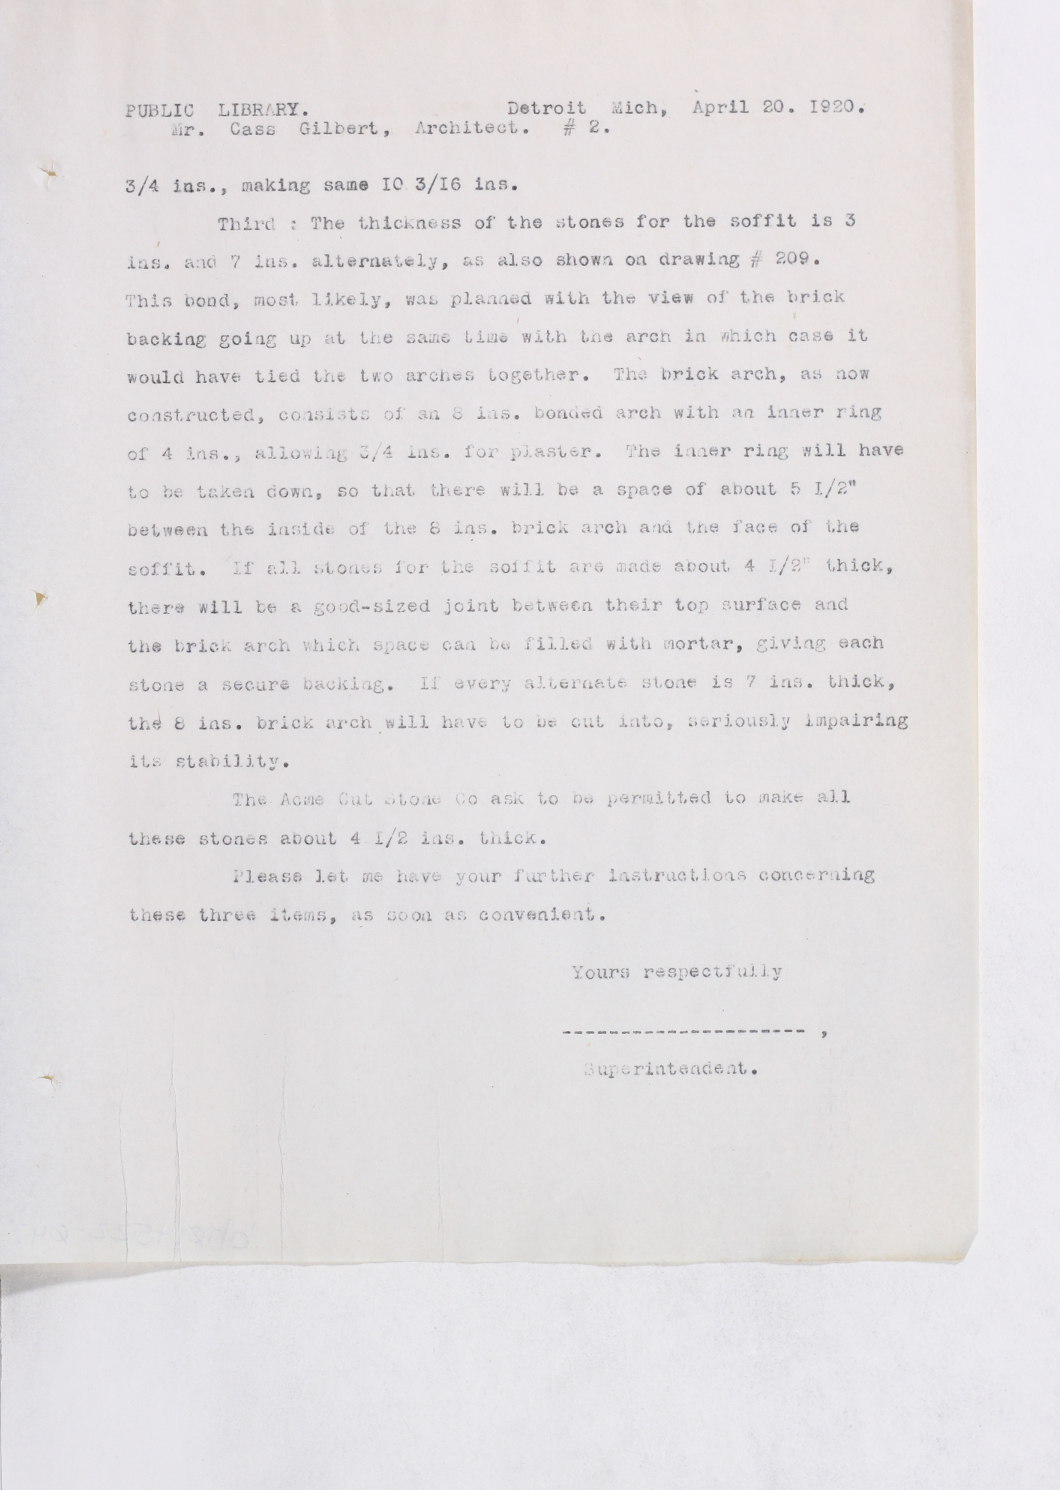 PUBLIC LIBRARY. Detroit Mich, April 20. I920.
Mr. Cass Gilbert, Architect. # 2.
3/4 ins., making same IO 3/I6 ins.
Third : The thickness of the stones for the soffit is 3
ins. and 7 ins. alternately, as also shown on drawing # 209.
This bond, most likely, was planned with the view of the brick
backing going up at the same time with the arch in which case it
would have tied the two arches together. The brick arch, as now
constructed, consists of an 8 ins. bonded arch with an inner ring
of 4 ins., allowing 3/4 ins. for plaster. The inner ring will have
to be taken down, so that there will be a space of about 5 I/2"
between the inside of the 8 ins. brick arch and the face of the
soffit. If all stones for the soffit are made about 4 I/2" thick,
there will be a good-sized joint between their top surface and
the brick arch which space can be filled with mortar, giving each
stone a secure backing. If every alternate stone is 7 ins. thick,
the 8 ins. brick arch will have to be cut into, seriously impairing
its stability.
The Acme Cut Stone Co ask to be permitted to make all
these stones about 4 I/2 ins. thick.
Please let me have your further instructions concerning
these three items, as soon as convenient.
Yours respectfully
--------------------- ,
Superintendent.